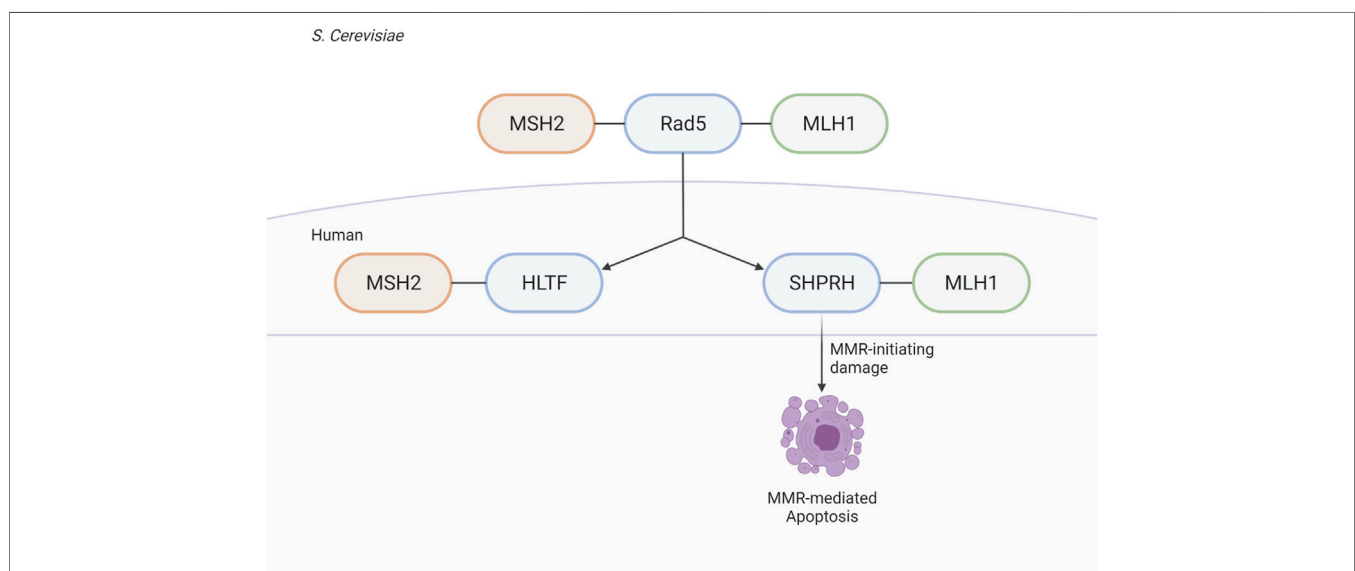 S. Cerevisiae
MSH2
Rad5
MLH1
Human
MSH2
HLTF
SHPRH
MLH1
MMR-initiating
damage
MMR-mediated
Apoptosis